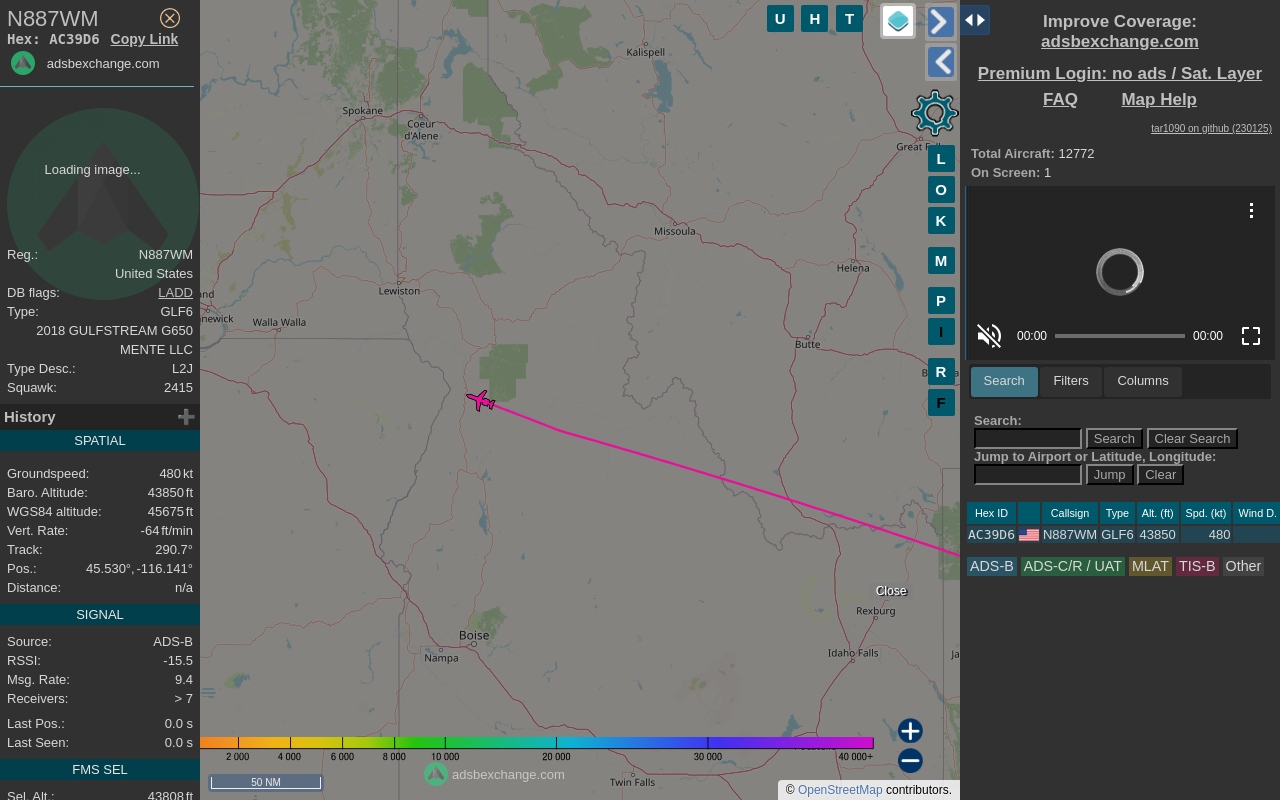 N887WM
Hex: AC39D6 Copy Link
adsbexchange.com
Loading image...
Reg.: N887WM
United States
DB flags: LADD
Type: GLF6
2018 GULFSTREAM G650
MENTE LLC
Type Desc.: L2J
Squawk: 2415
History
SPATIAL
Groundspeed: 480 kt
Baro. Altitude: 43850 ft
WGS84 altitude: 45675 ft
Vert. Rate: -64 ft/min
Track: 290.7°
Pos.: 45.530°, -116.141°
Distance: n/a
SIGNAL
Source: ADS-B
RSSI: -15.5
Msg. Rate: 9.4
Receivers: > 7
Last Pos.: 0.0 s
Last Seen: 0.0 s
FMS SEL
Sel. Alt.: 43808 ft
U H T
Kalispell
Spokane
Coeur
d'Alene
Great
L
O
K
Missoula
M
Helena
Lewiston
P
Walla Walla
I
Butte
R
F
Close
Rexburg
Boise
Nampa
Idaho Falls
2 000 4 000 6 000 8 000 10 000 20 000 30 000 40 000+
adsbexchange.com
50 NM
Twin Falls
© OpenStreetMap contributors.
Improve Coverage:
adsbexchange.com
Premium Login: no ads / Sat. Layer
FAQ Map Help
tar1090 on github (230125)
Total Aircraft: 12772
On Screen: 1
00:00 00:00
Search Filters Columns
Search:
Search Clear Search
Jump to Airport or Latitude, Longitude:
Jump Clear
Hex ID Callsign Type Alt. (ft) Spd. (kt) Wind D.
AC39D6 N887WM GLF6 43850 480
ADS-B ADS-C/R / UAT MLAT TIS-B Other